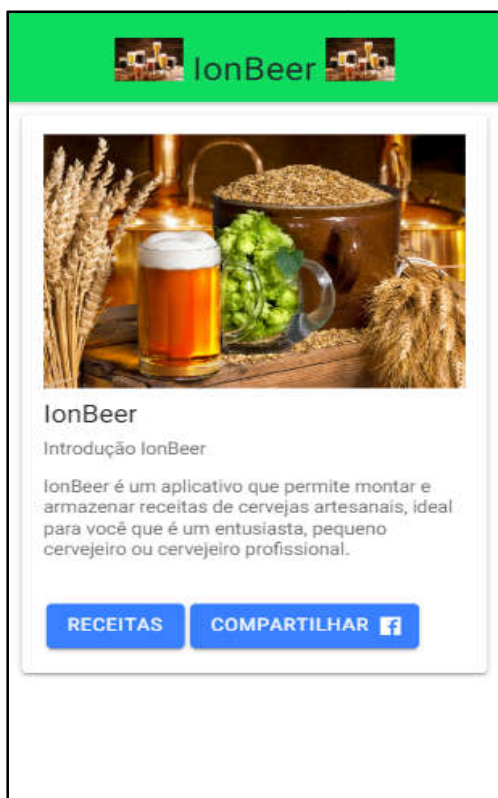 IonBeer
IonBeer
Introdução IonBeer
IonBeer é um aplicativo que permite montar e
armazenar receitas de cervejas artesanais, ideal
para você que é um entusiasta, pequeno
cervejeiro ou cervejeiro profissional.
RECEITAS
COMPARTILHAR